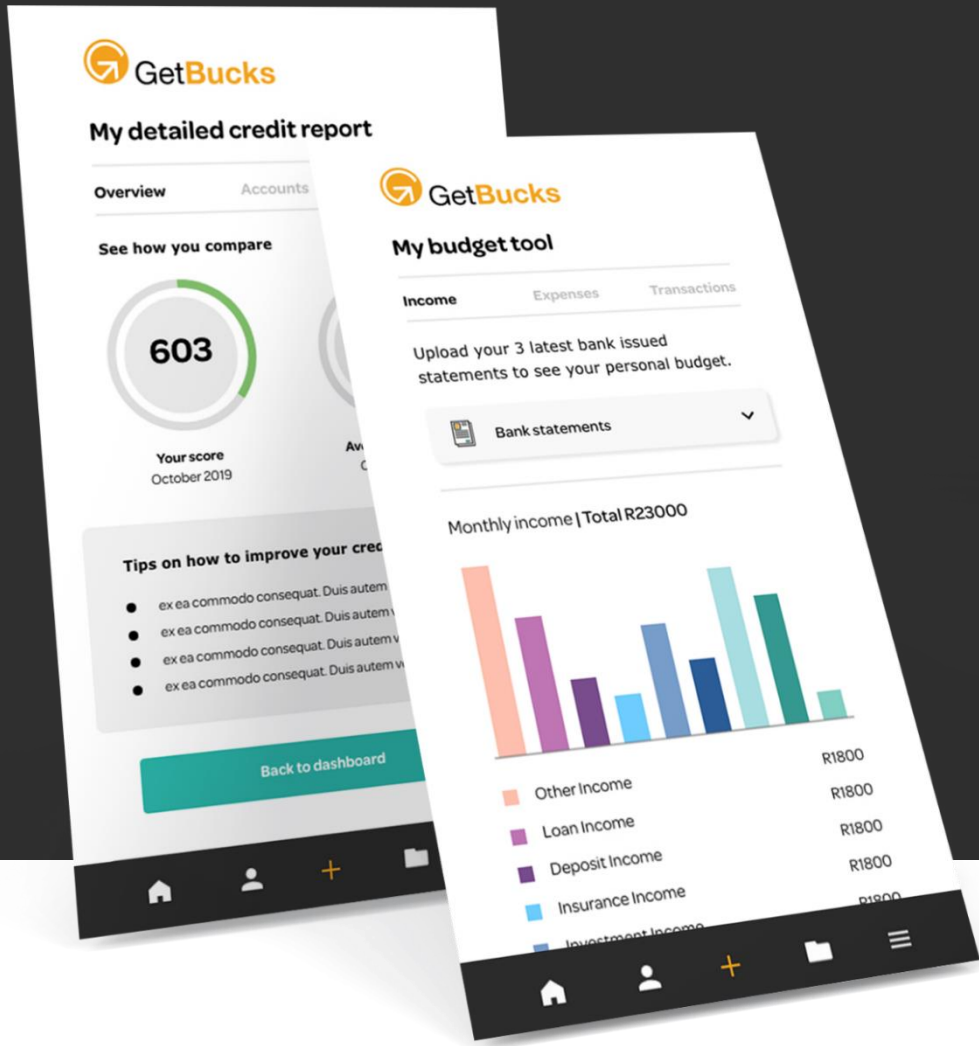 GetBucks
My detailed credit report
Overview Accounts
See how you compare
603
Your score
October 2019
Tips on how to improve your
ex ea commodo consequat. Duis autem
ex ea commodo consequat. Duis autem
ex ea commodo consequat. Duis autem
ex ea commodo consequat. Duis autem
Back to dashboard
GetBucks
My budget tool
Income Expenses Transactions
Upload your 3 latest bank issued
statements to see your personal budget.
Bank statements
Monthly income | Total R23000
Other Income R1800
Loan Income R1800
Deposit Income R1800
Insurance Income R1800
Investment Income R1800